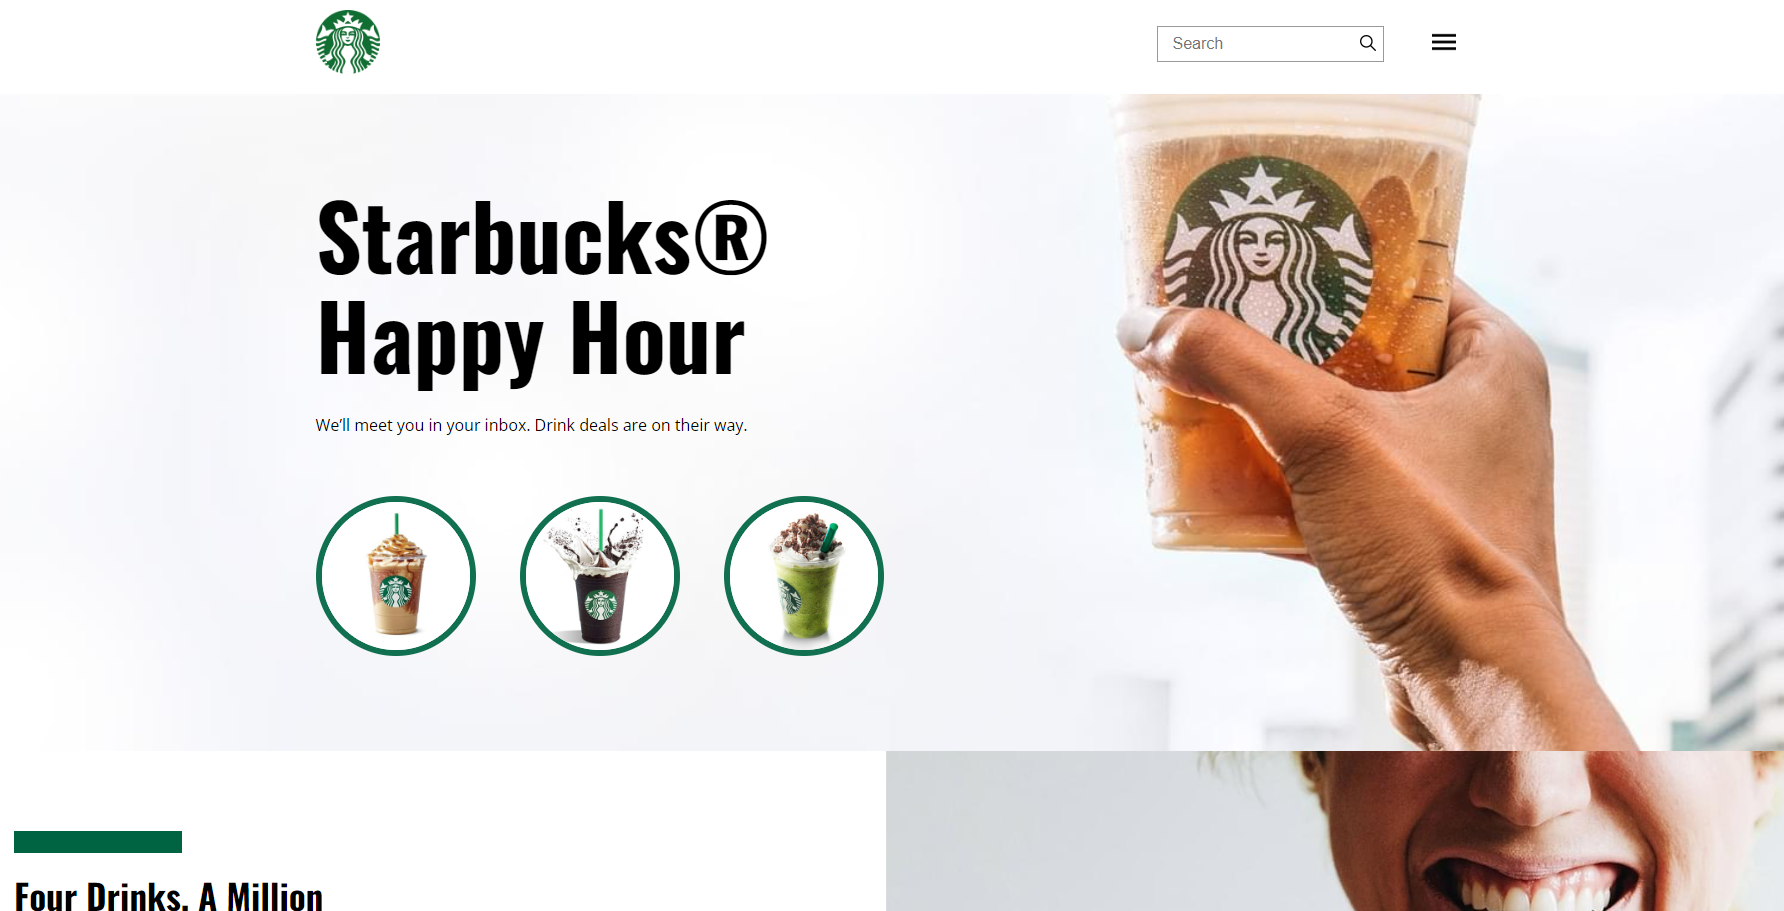 Search
Starbucks®
Happy Hour
We’ll meet you in your inbox. Drink deals are on their way.
Four Drinks. A Million